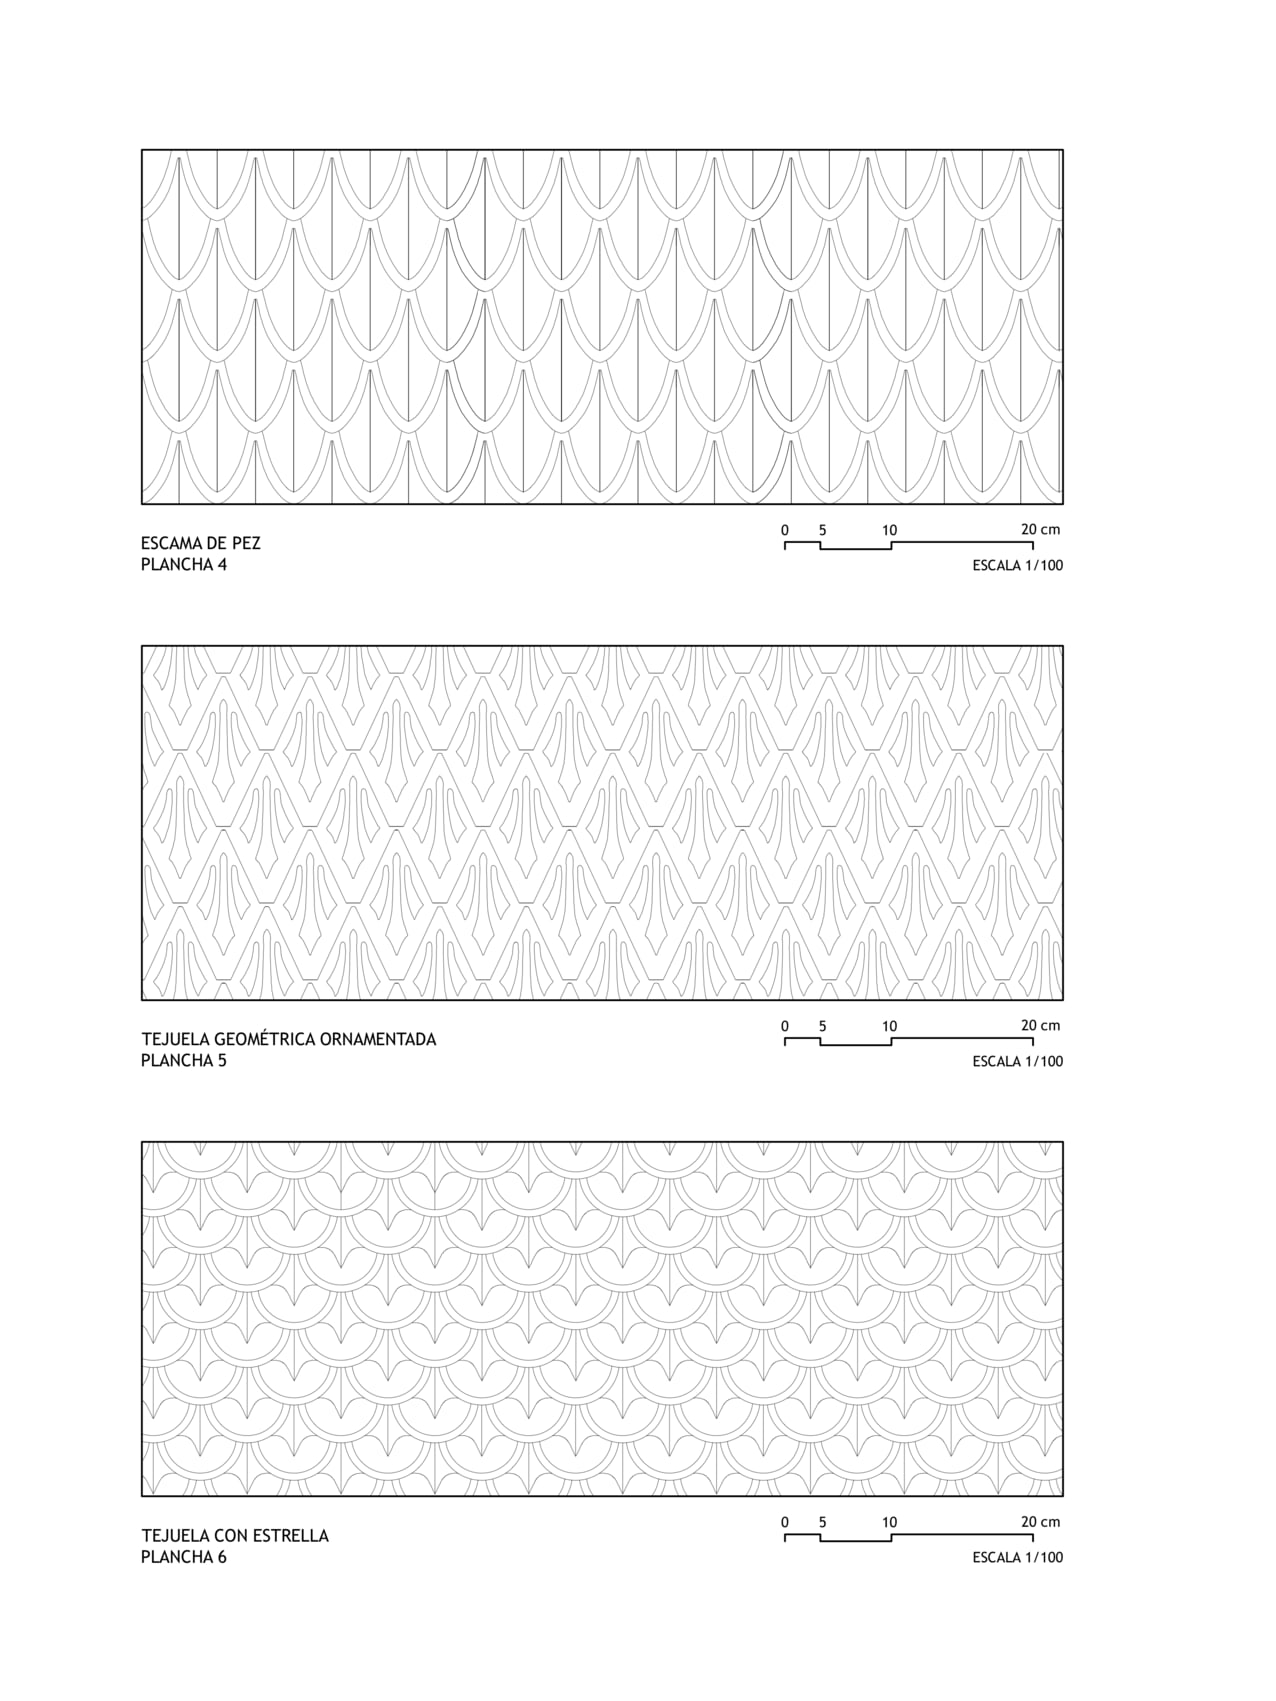 0 5 10 20 cm
ESCAMA DE PEZ
PLANCHA 4
ESCALA 1/100
0 5 10 20 cm
TEJUELA GEOMÉTRICA ORNAMENTADA
PLANCHA 5
ESCALA 1/100
0 5 10 20 cm
TEJUELA CON ESTRELLA
PLANCHA 6
ESCALA 1/100